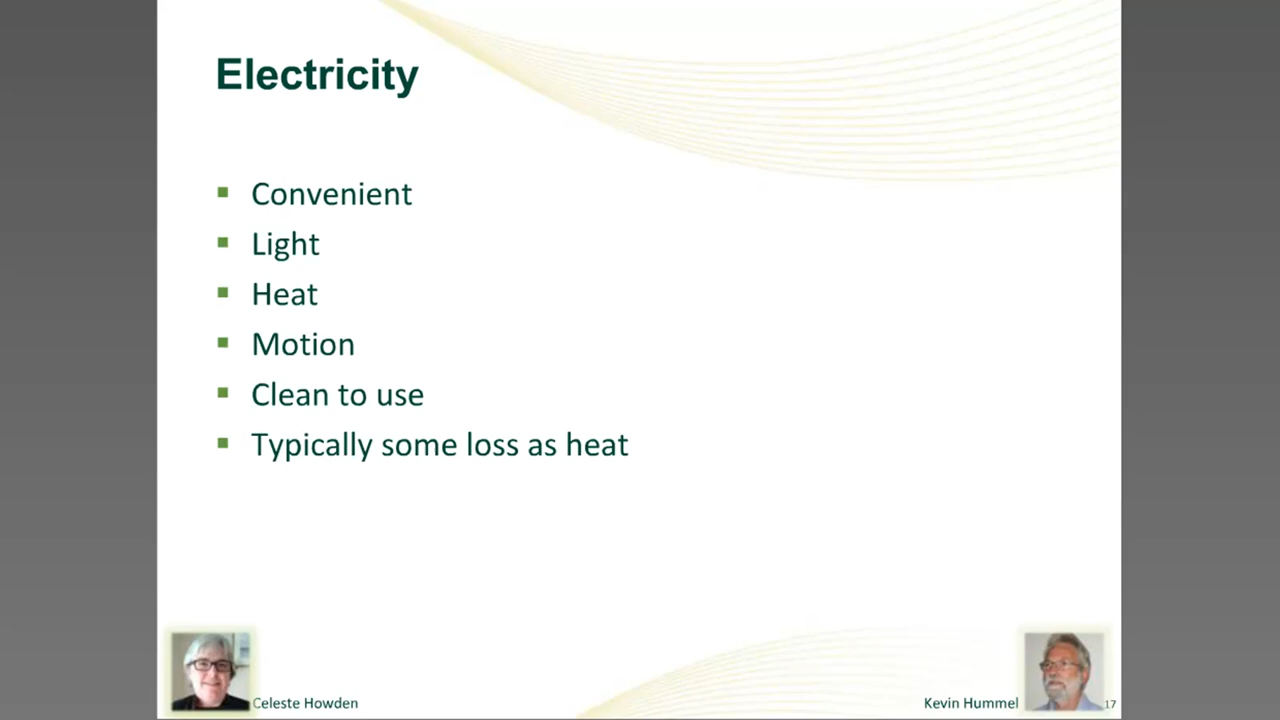 Electricity
Convenient
Light
Heat
Motion
Clean to use
Typically some loss as heat
Celeste Howden
Kevin Hummel
17